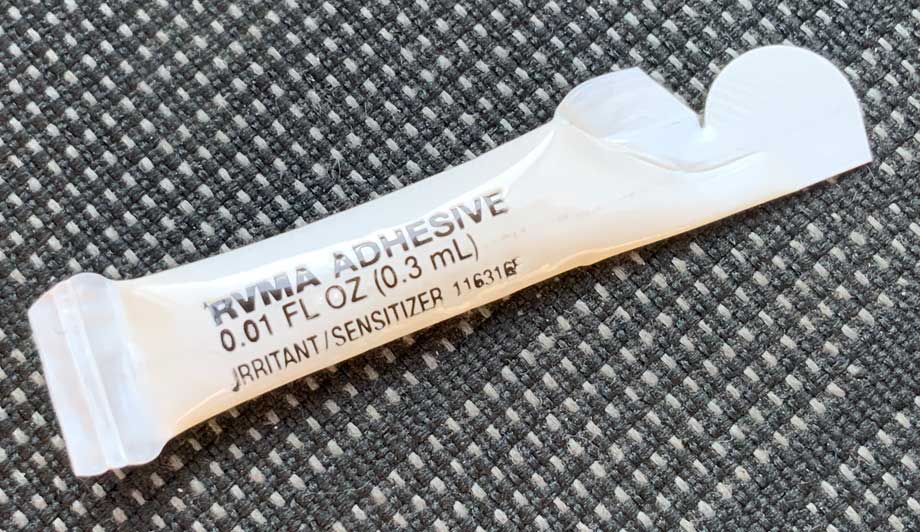 RVMA ADHESIVE
0.01 FL OZ (0.3 mL)
IRRITANT/SENSITIZER